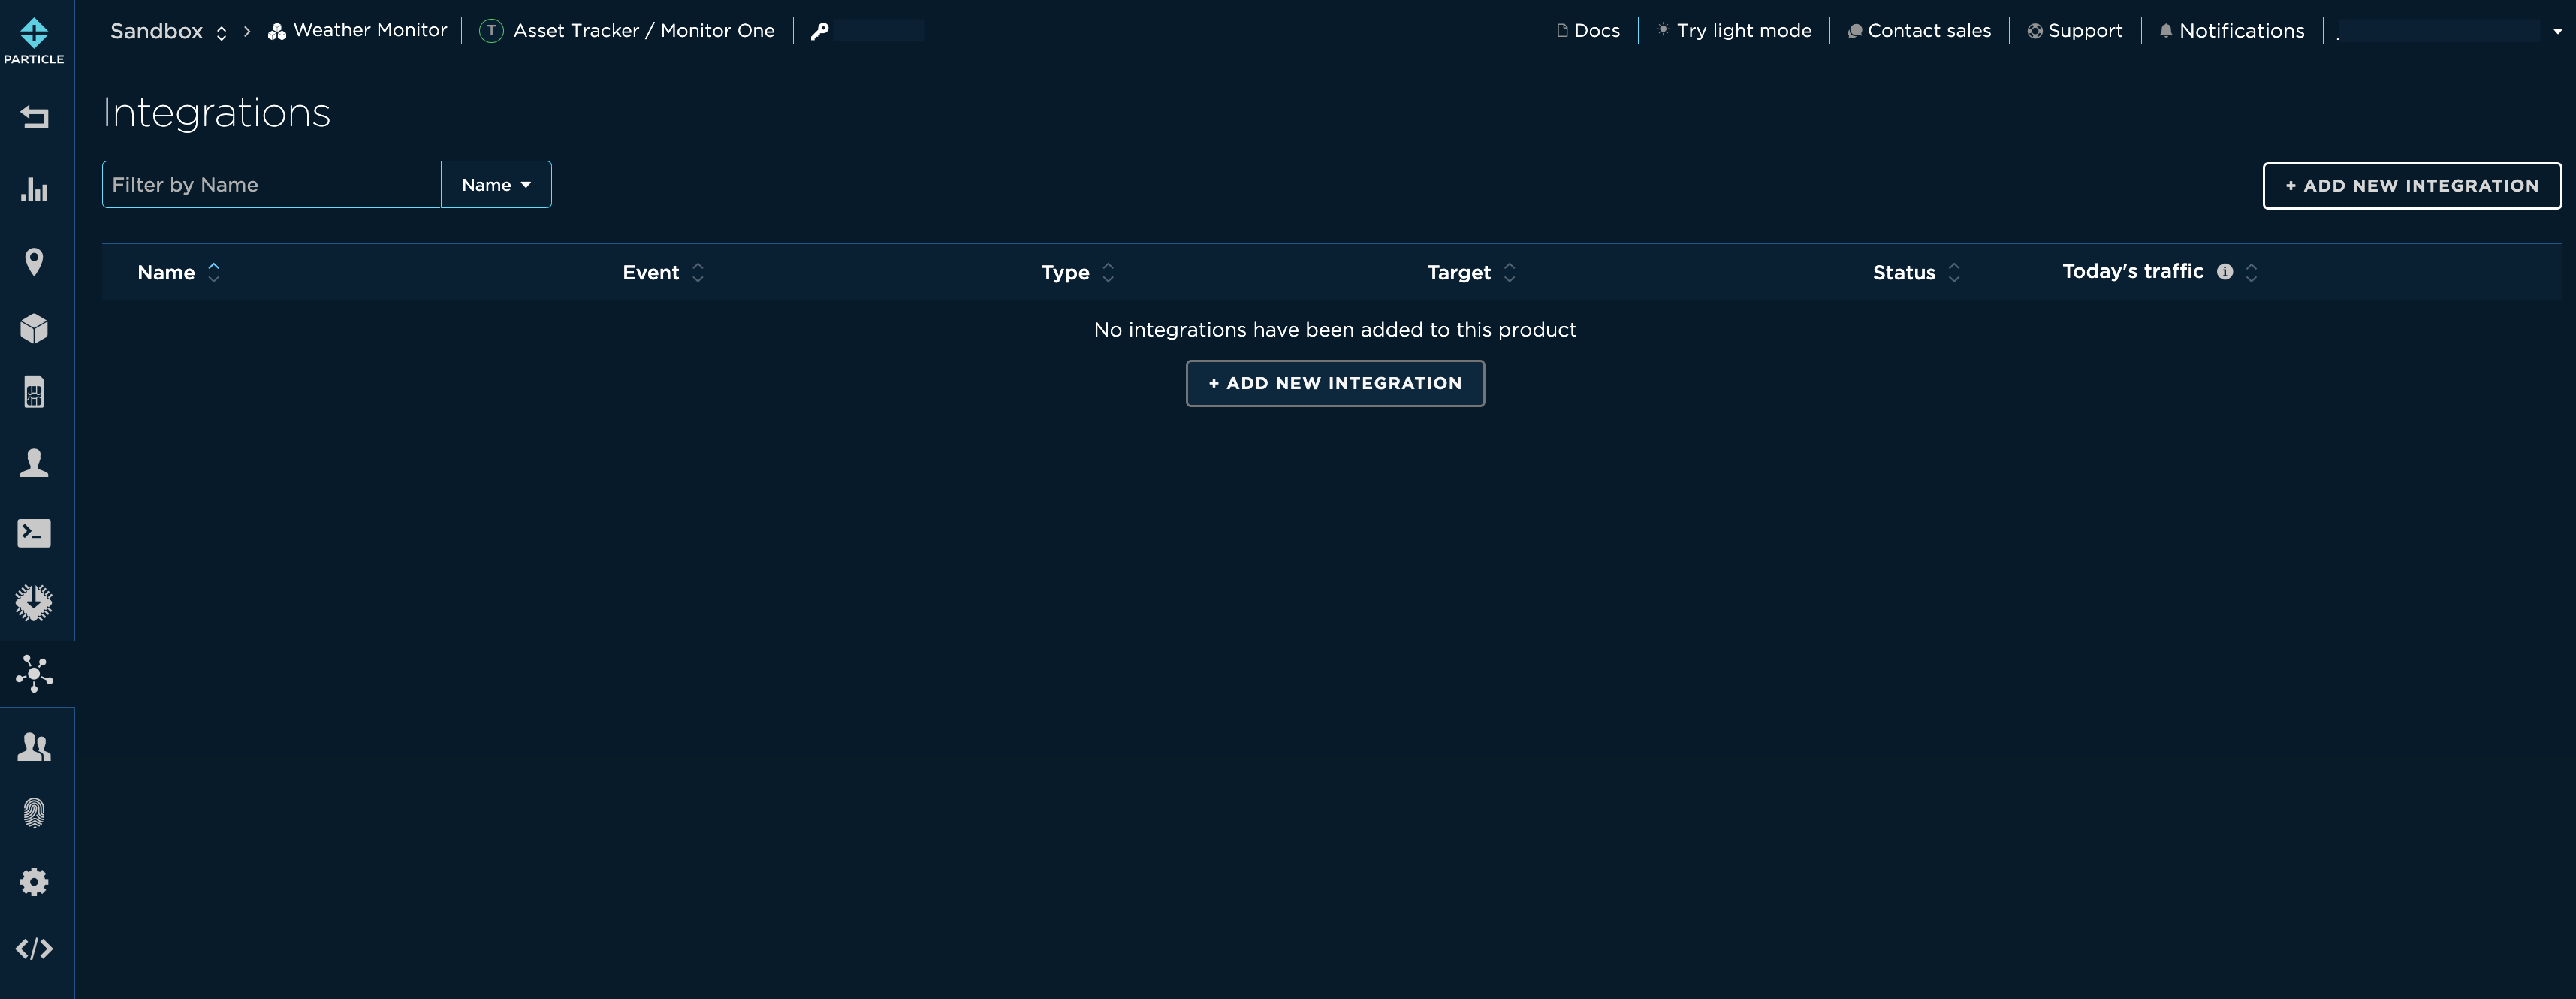 PARTICLE
Sandbox > Weather Monitor T Asset Tracker / Monitor One
Docs Try light mode Contact sales Support Notifications
Integrations
Filter by Name Name
+ ADD NEW INTEGRATION
Name Event Type Target Status Today's traffic
No integrations have been added to this product
+ ADD NEW INTEGRATION